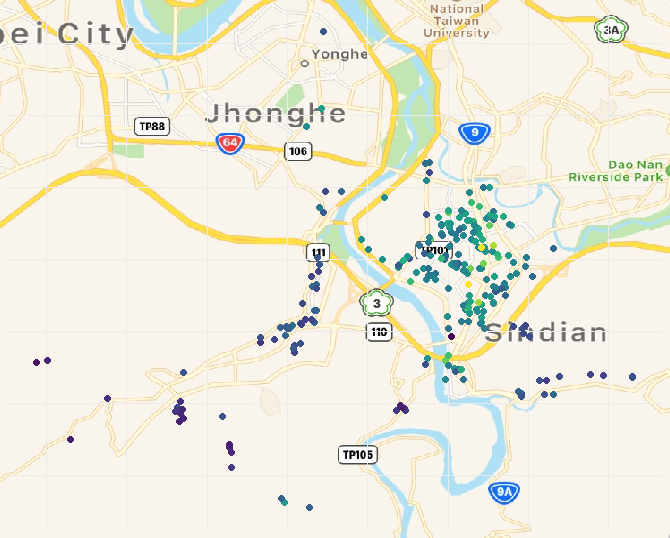 National
Taiwan
University
3A
ei City
Yonghe
Jhonghe
TP88
64
106
9
Dao Nan
Riverside Park
111
3
110
Sindian
TP105
9A